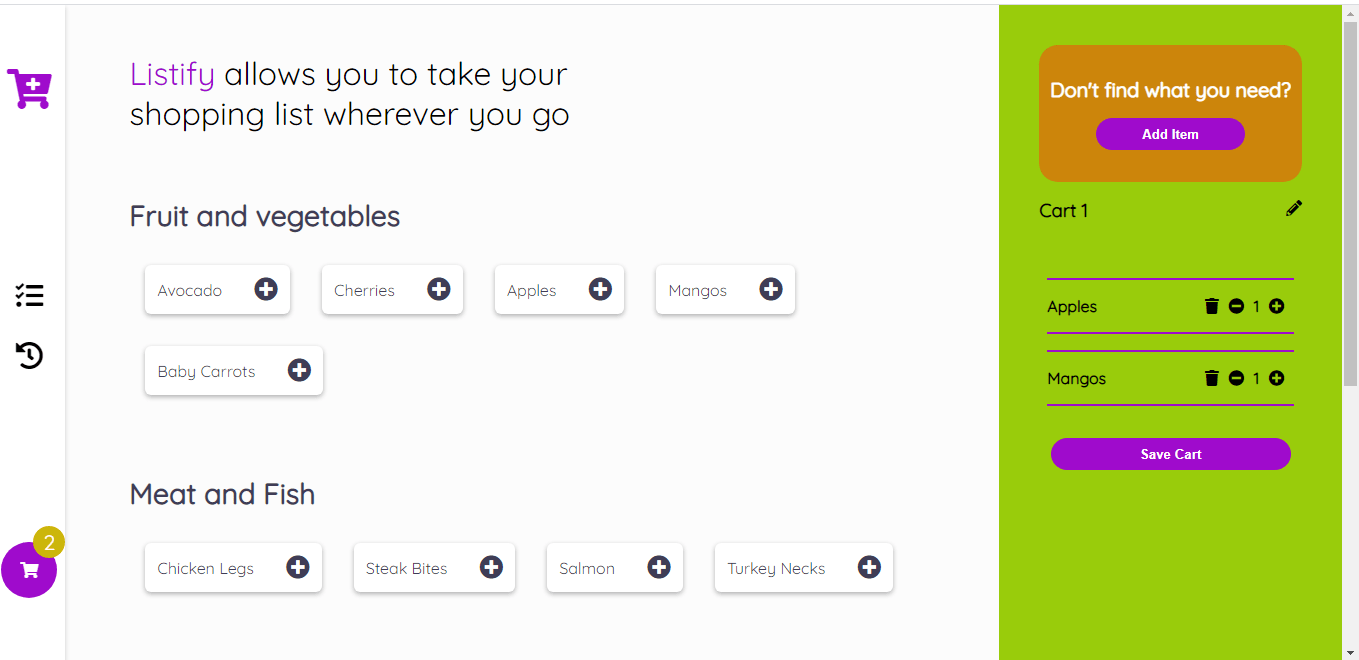 Listify allows you to take your
shopping list wherever you go
Fruit and vegetables
Avocado
Cherries
Apples
Mangos
Baby Carrots
Meat and Fish
Chicken Legs
Steak Bites
Salmon
Turkey Necks
2
Don't find what you need?
Add Item
Cart 1
Apples 1
Mangos 1
Save Cart